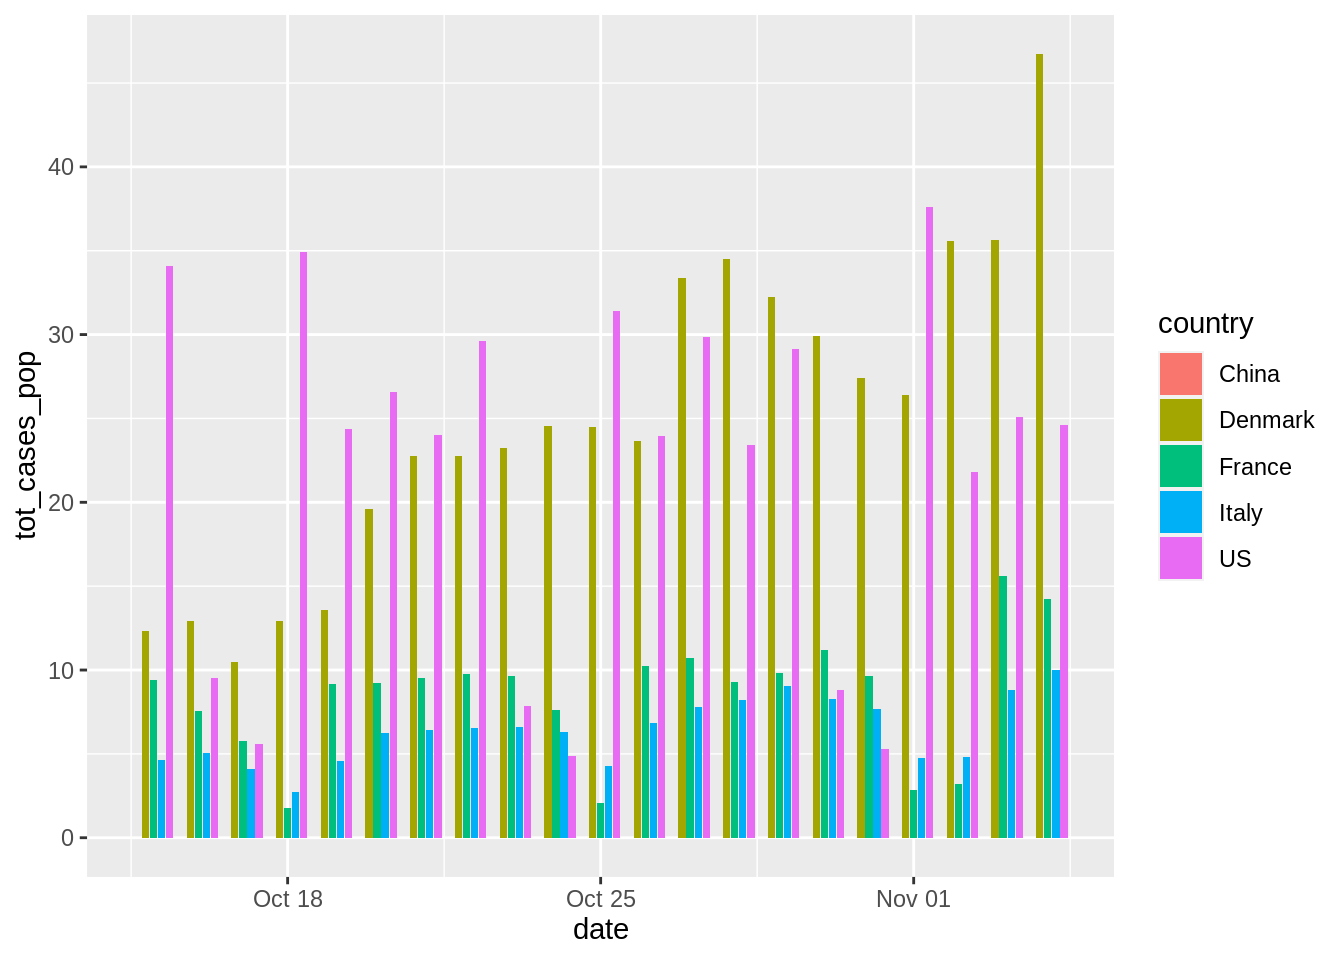 tot_cases_pop
40
30
20
10
0
Oct 18
Oct 25
Nov 01
date
country
China
Denmark
France
Italy
US